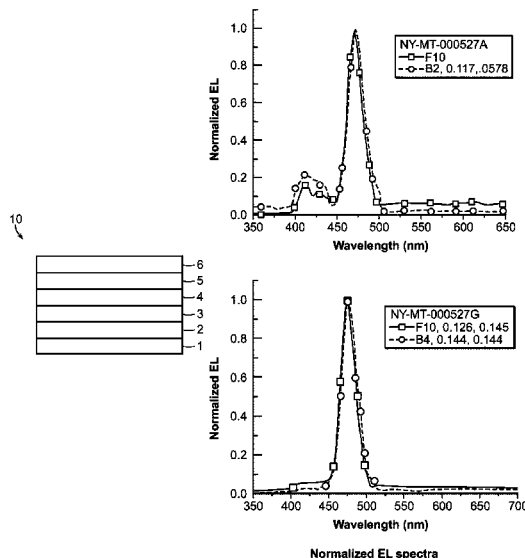 NY-MT-000527A
F10
B2, 0.117,.0578
Normalized EL
1.0
0.8
0.6
0.4
0.2
0.0
350 400 450 500 550 600 650
Wavelength (nm)
10
6
5
4
3
2
1
NY-MT-000527G
F10, 0.126, 0.145
B4, 0.144, 0.144
Normalized EL
1.0
0.8
0.6
0.4
0.2
0.0
350 400 450 500 550 600 650 700
Wavelength (nm)
Normalized EL spectra